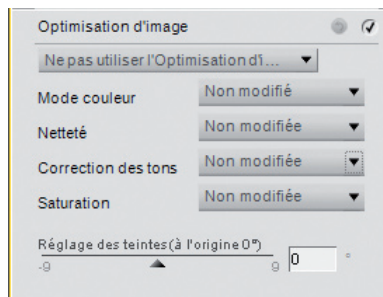 Optimisation d'image
Ne pas utiliser l'Optimisation d'i...
Mode couleur Non modifié
Netteté Non modifiée
Correction des tons Non modifiée
Saturation Non modifiée
Réglage des teintes(à l'origine 0°)
-9 9 0 °